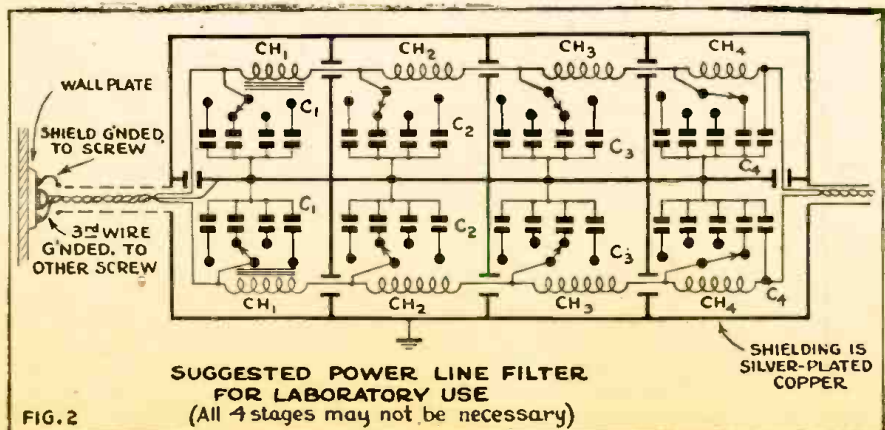 CH1
CH2
CH3
CH4
WALL PLATE
SHIELD G'NDED.
TO SCREW
C1
C2
C3
C4
3rd WIRE
G'NDED. TO
OTHER SCREW
C1
C2
C3
C4
CH1
CH2
CH3
CH4
SHIELDING IS
SILVER-PLATED
COPPER
SUGGESTED POWER LINE FILTER
FOR LABORATORY USE
(All 4 stages may not be necessary)
FIG. 2